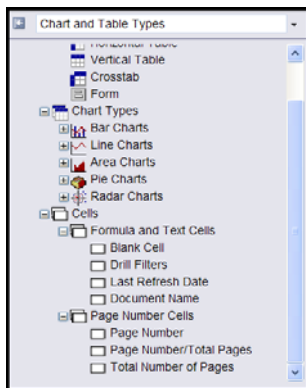 Chart and Table Types
Horizontal Table
Vertical Table
Crosstab
Form
Chart Types
Bar Charts
Line Charts
Area Charts
Pie Charts
Radar Charts
Cells
Formula and Text Cells
Blank Cell
Drill Filters
Last Refresh Date
Document Name
Page Number Cells
Page Number
Page Number/Total Pages
Total Number of Pages